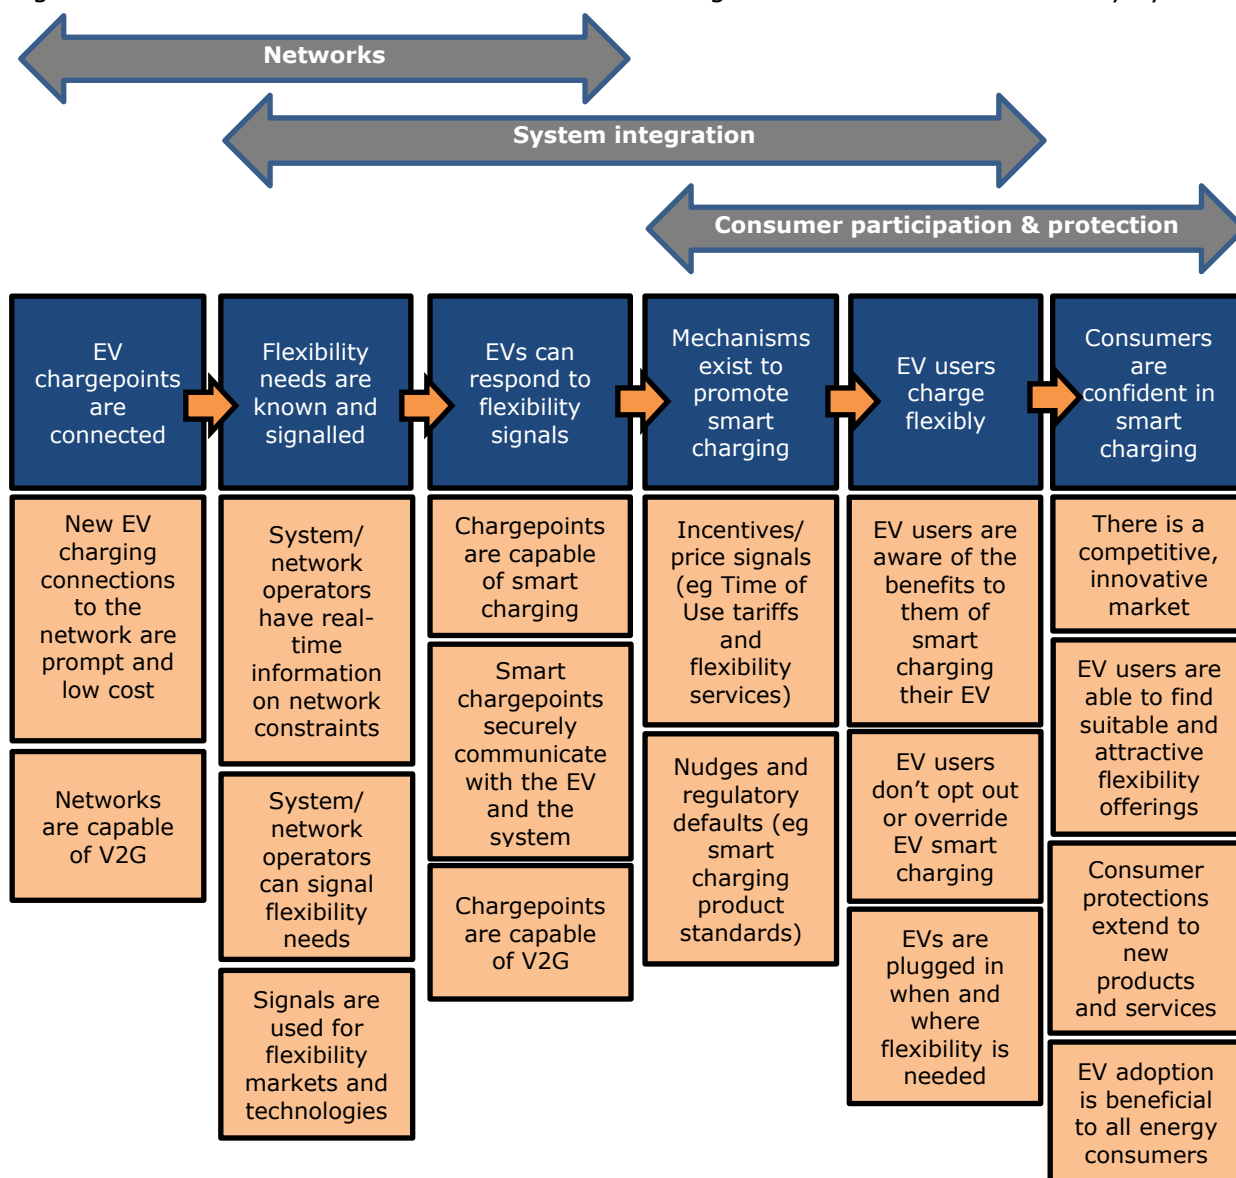 Networks
System integration
Consumer participation & protection
EV
chargepoints
are
connected
Flexibility
needs are
known and
signalled
EVs can
respond to
flexibility
signals
Mechanisms
exist to
promote
smart
charging
EV users
charge
flexibly
Consumers
are
confident in
smart
charging
New EV
charging
connections
to the
network are
prompt and
low cost
Networks
are capable
of V2G
System/
network
operators
have real-
time
information
on network
constraints
System/
network
operators
can signal
flexibility
needs
Signals are
used for
flexibility
markets and
technologies
Chargepoints
are capable
of smart
charging
Smart
chargepoints
securely
communicate
with the EV
and the
system
Chargepoints
are capable
of V2G
Incentives/
price signals
(eg Time of
Use tariffs
and
flexibility
services)
Nudges and
regulatory
defaults (eg
smart
charging
product
standards)
EV users are
aware of the
benefits to
them of
smart
charging
their EV
EV users
don’t opt out
or override
EV smart
charging
EVs are
plugged in
when and
where
flexibility is
needed
There is a
competitive,
innovative
market
EV users are
able to find
suitable and
attractive
flexibility
offerings
Consumer
protections
extend to
new
products
and services
EV adoption
is beneficial
to all energy
consumers